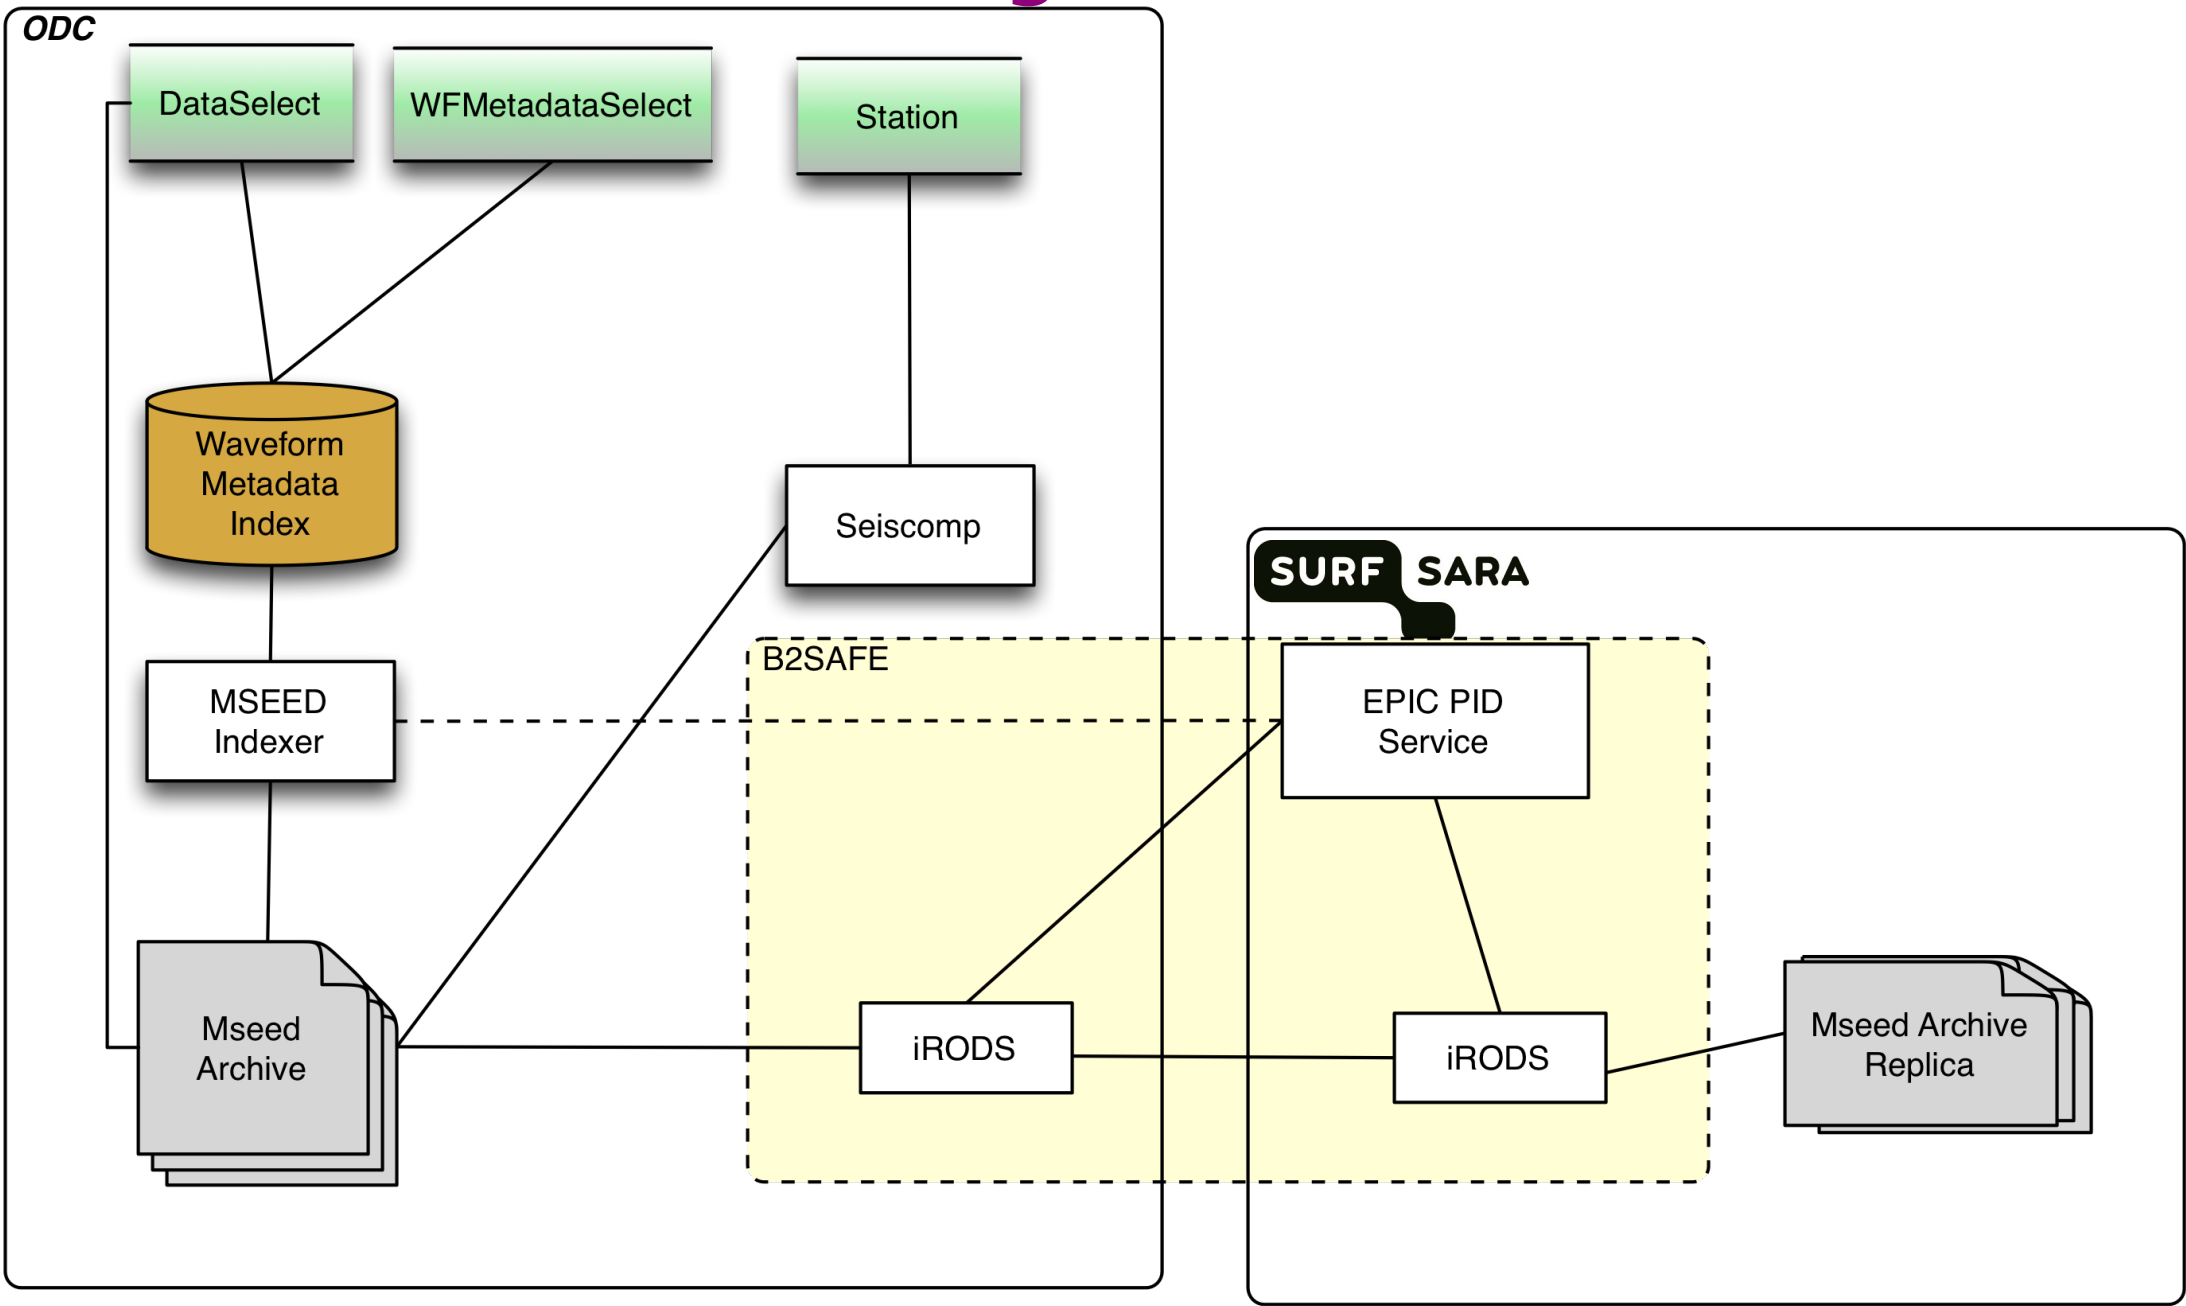 ODC
DataSelect
WFMetadataSelect
Station
Waveform
Metadata
Index
Seiscomp
SURF SARA
B2SAFE
MSEED
Indexer
EPIC PID
Service
Mseed
Archive
iRODS
iRODS
Mseed Archive
Replica